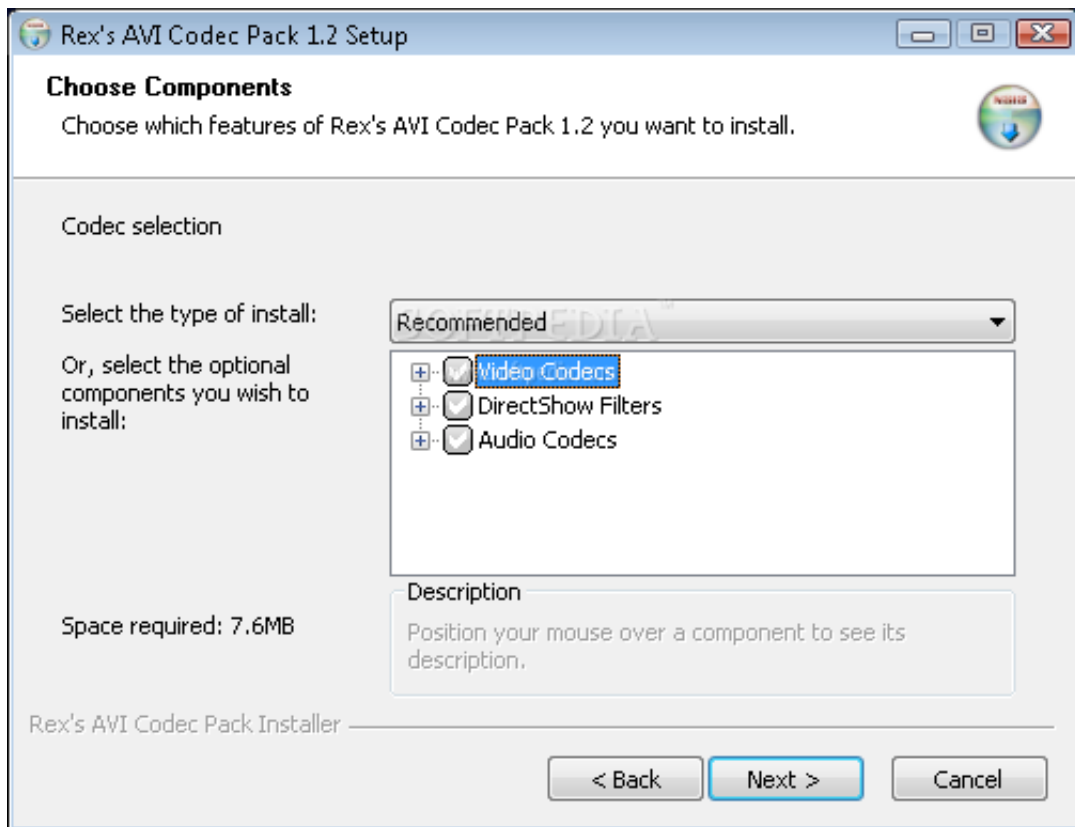 Rex's AVI Codec Pack 1.2 Setup
Choose Components
Choose which features of Rex's AVI Codec Pack 1.2 you want to install.
Codec selection
Select the type of install:
Recommended
SOFTPEDIA
Or, select the optional
components you wish to
install:
Video Codecs
DirectShow Filters
Audio Codecs
Space required: 7.6MB
Description
Position your mouse over a component to see its
description.
Rex's AVI Codec Pack Installer
< Back
Next >
Cancel